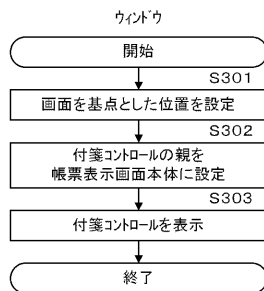 ウィンドウ
開始
S301
画面を基点とした位置を設定
S302
付箋コントロールの親を
帳票表示画面本体に設定
S303
付箋コントロールを表示
終了